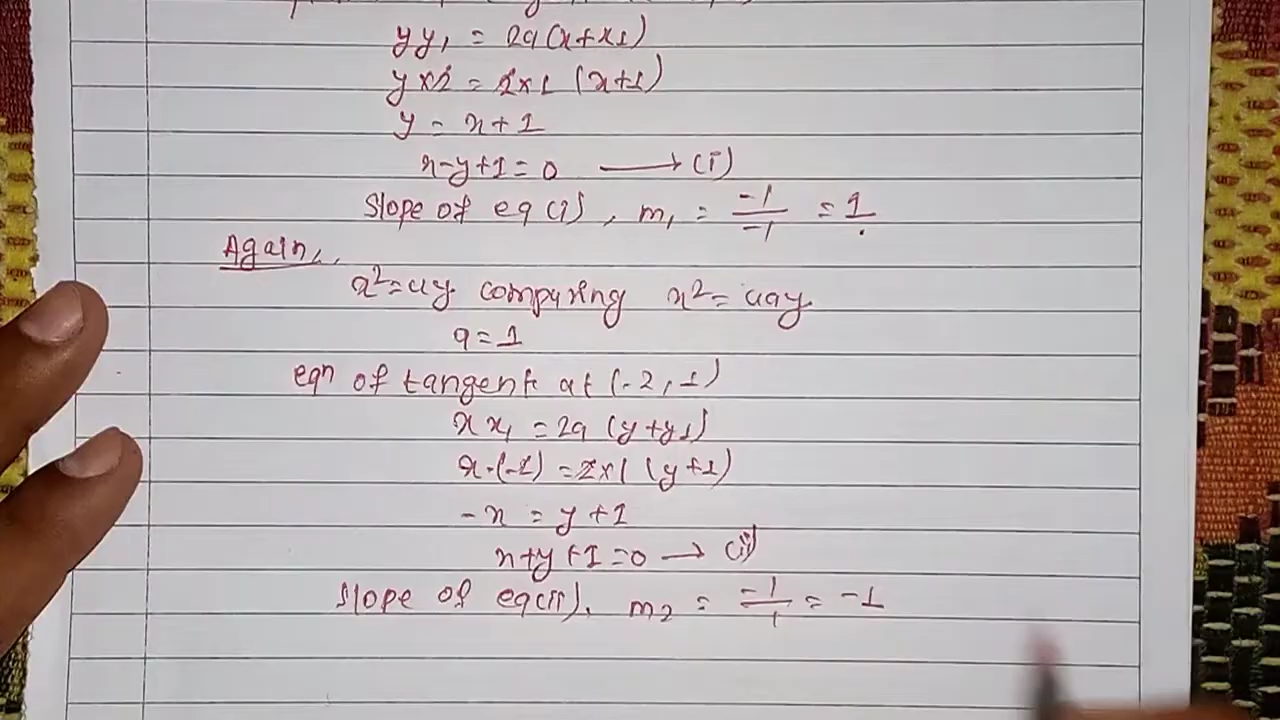 yy₁ = 2a(x+x1)
y×2 = 2×1 (x+1)
y = x+1
x-y+1=0 → (i)
Slope of eq (i), m₁ = -1/-1 = 1.
Again,,
x²=4y comparing x²=4ay.
a=1
eqn of tangent at (-2,1)
x x₁ = 2a (y+y1)
x·(-2) = 2×1 (y+1)
-x = y+1
x+y+1=0 → (ii)
Slope of eq(ii), m2 = -1/1 = -1